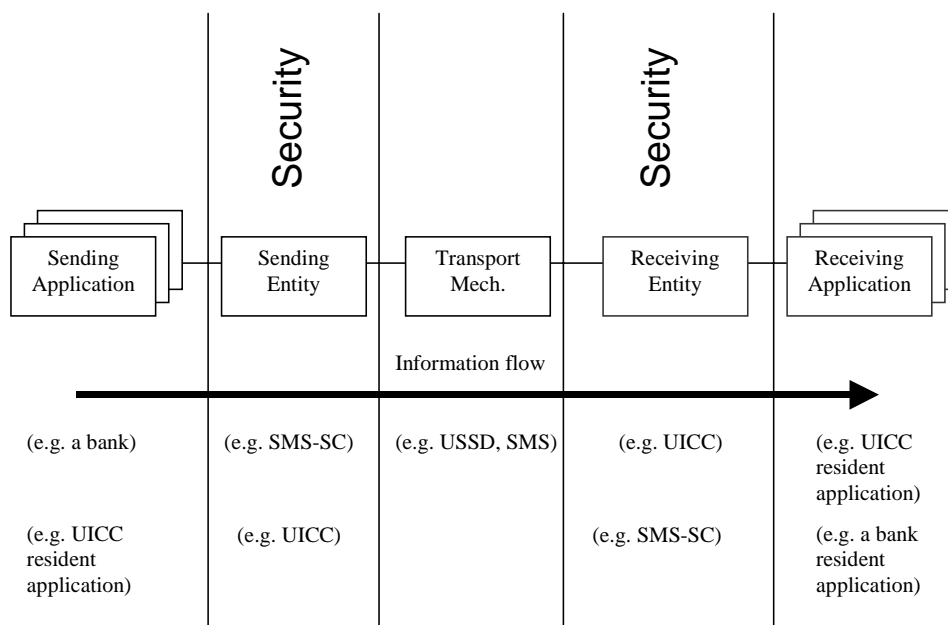 Security
Security
Sending
Application
Sending
Entity
Transport
Mech.
Receiving
Entity
Receiving
Application
Information flow
(e.g. a bank)
(e.g. SMS-SC)
(e.g. USSD, SMS)
(e.g. UICC)
(e.g. UICC
resident
application)
(e.g. UICC
resident
application)
(e.g. UICC)
(e.g. SMS-SC)
(e.g. a bank
resident
application)